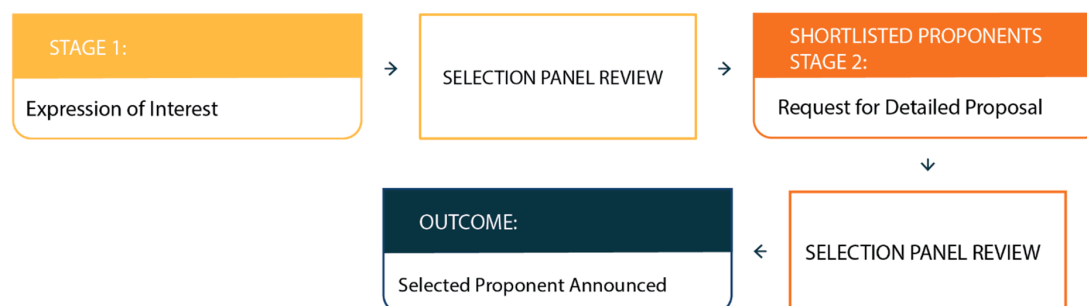 STAGE 1:
Expression of Interest
SELECTION PANEL REVIEW
SHORTLISTED PROPONENTS
STAGE 2:
Request for Detailed Proposal
SELECTION PANEL REVIEW
OUTCOME:
Selected Proponent Announced